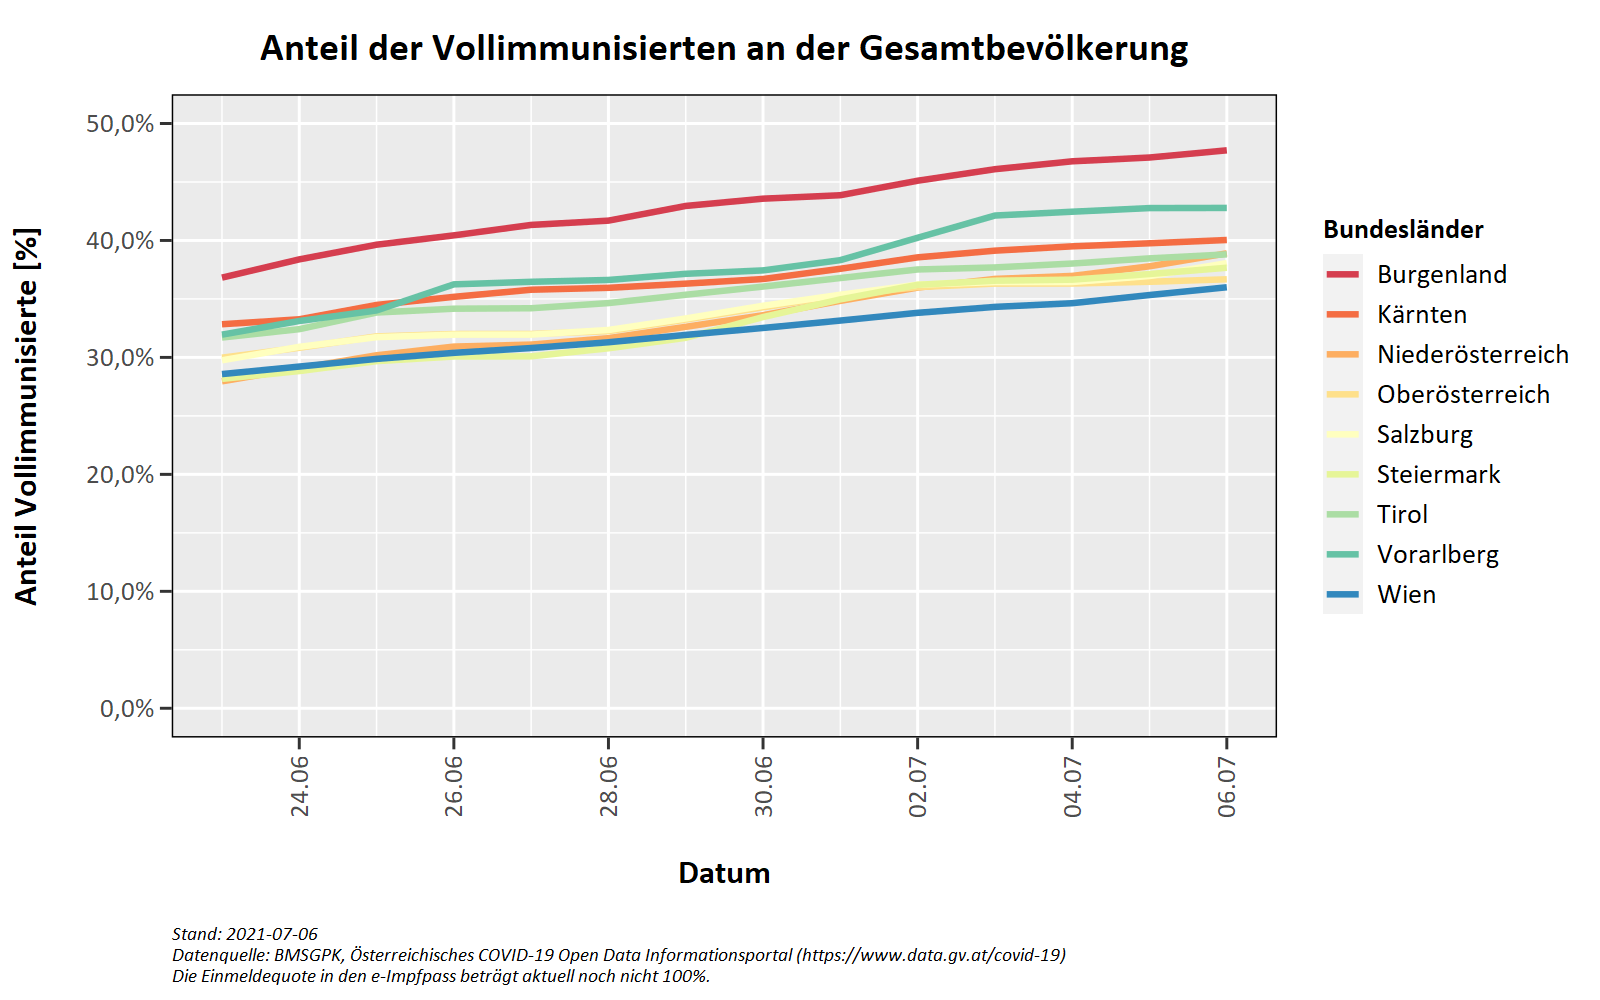 Anteil der Vollimmunisierten an der Gesamtbevölkerung
Anteil Vollimmunisierte [%]
50,0%
40,0%
30,0%
20,0%
10,0%
0,0%
24.06
26.06
28.06
30.06
02.07
04.07
06.07
Datum
Bundesländer
Burgenland
Kärnten
Niederösterreich
Oberösterreich
Salzburg
Steiermark
Tirol
Vorarlberg
Wien
Stand: 2021-07-06
Datenquelle: BMSGPK, Österreichisches COVID-19 Open Data Informationsportal (https://www.data.gv.at/covid-19)
Die Einmeldequote in den e-Impfpass beträgt aktuell noch nicht 100%.